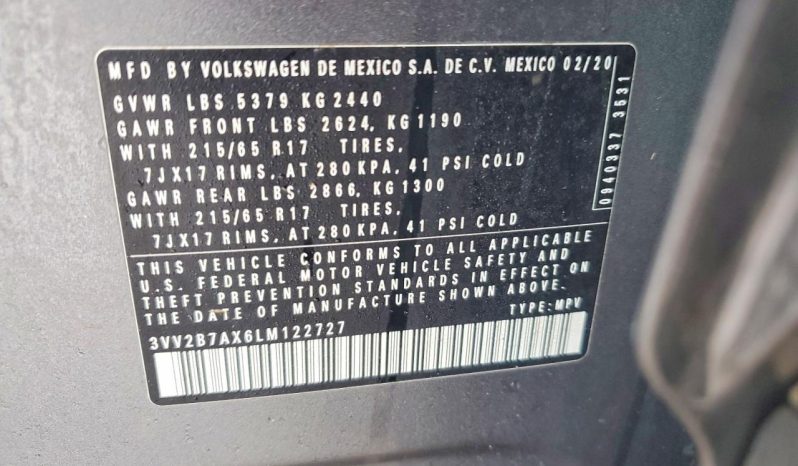 MFD BY VOLKSWAGEN DE MEXICO S.A. DE C.V. MEXICO 02/20
GVWR LBS 5379 KG 2440
GAWR FRONT LBS 2624, KG 1190
WITH 215/65 R17 TIRES,
7JX17 RIMS, AT 280 KPA, 41 PSI COLD
GAWR REAR LBS 2866, KG 1300
WITH 215/65 R17 TIRES,
7JX17 RIMS, AT 280 KPA, 41 PSI COLD
0940337 3531
THIS VEHICLE CONFORMS TO ALL APPLICABLE
U.S. FEDERAL MOTOR VEHICLE SAFETY AND
THEFT PREVENTION STANDARDS IN EFFECT ON
THE DATE OF MANUFACTURE SHOWN ABOVE.
TYPE: MPV
3VV2B7AX6LM122727